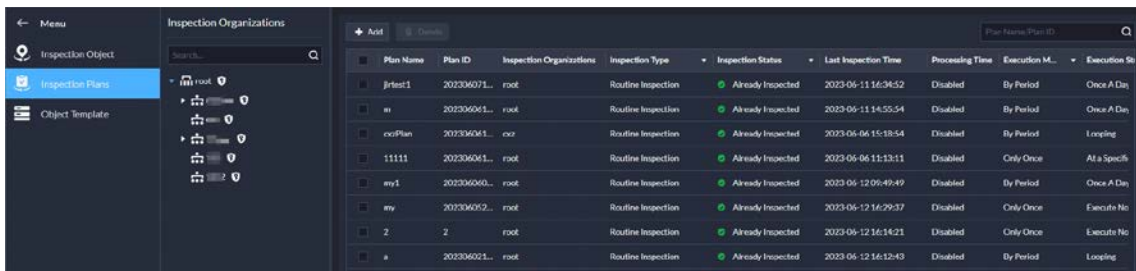 ← Menu
Inspection Object
Inspection Plans
Object Template
Inspection Organizations
Search...
root
+ Add Delete
Plan Name/Plan ID
Plan Name Plan ID Inspection Organizations Inspection Type Inspection Status Last Inspection Time Processing Time Execution M... Execution St
jlrtest1 202306071... root Routine Inspection Already Inspected 2023-06-11 16:34:52 Disabled By Period Once A Day
m 202306061... root Routine Inspection Already Inspected 2023-06-11 14:55:54 Disabled By Period Once A Day
202306061... Routine Inspection Already Inspected 2023-06-06 15:18:54 Disabled By Period Looping
11111 202306061... root Routine Inspection Already Inspected 2023-06-06 11:13:11 Disabled Only Once At a Specifi
my1 202306060... root Routine Inspection Already Inspected 2023-06-12 09:49:49 Disabled By Period Once A Day
my 202306052... root Routine Inspection Already Inspected 2023-06-12 16:29:37 Disabled Only Once Execute No
2 2 root Routine Inspection Already Inspected 2023-06-12 16:14:21 Disabled Only Once Execute No
a 202306021... root Routine Inspection Already Inspected 2023-06-12 16:12:43 Disabled By Period Looping